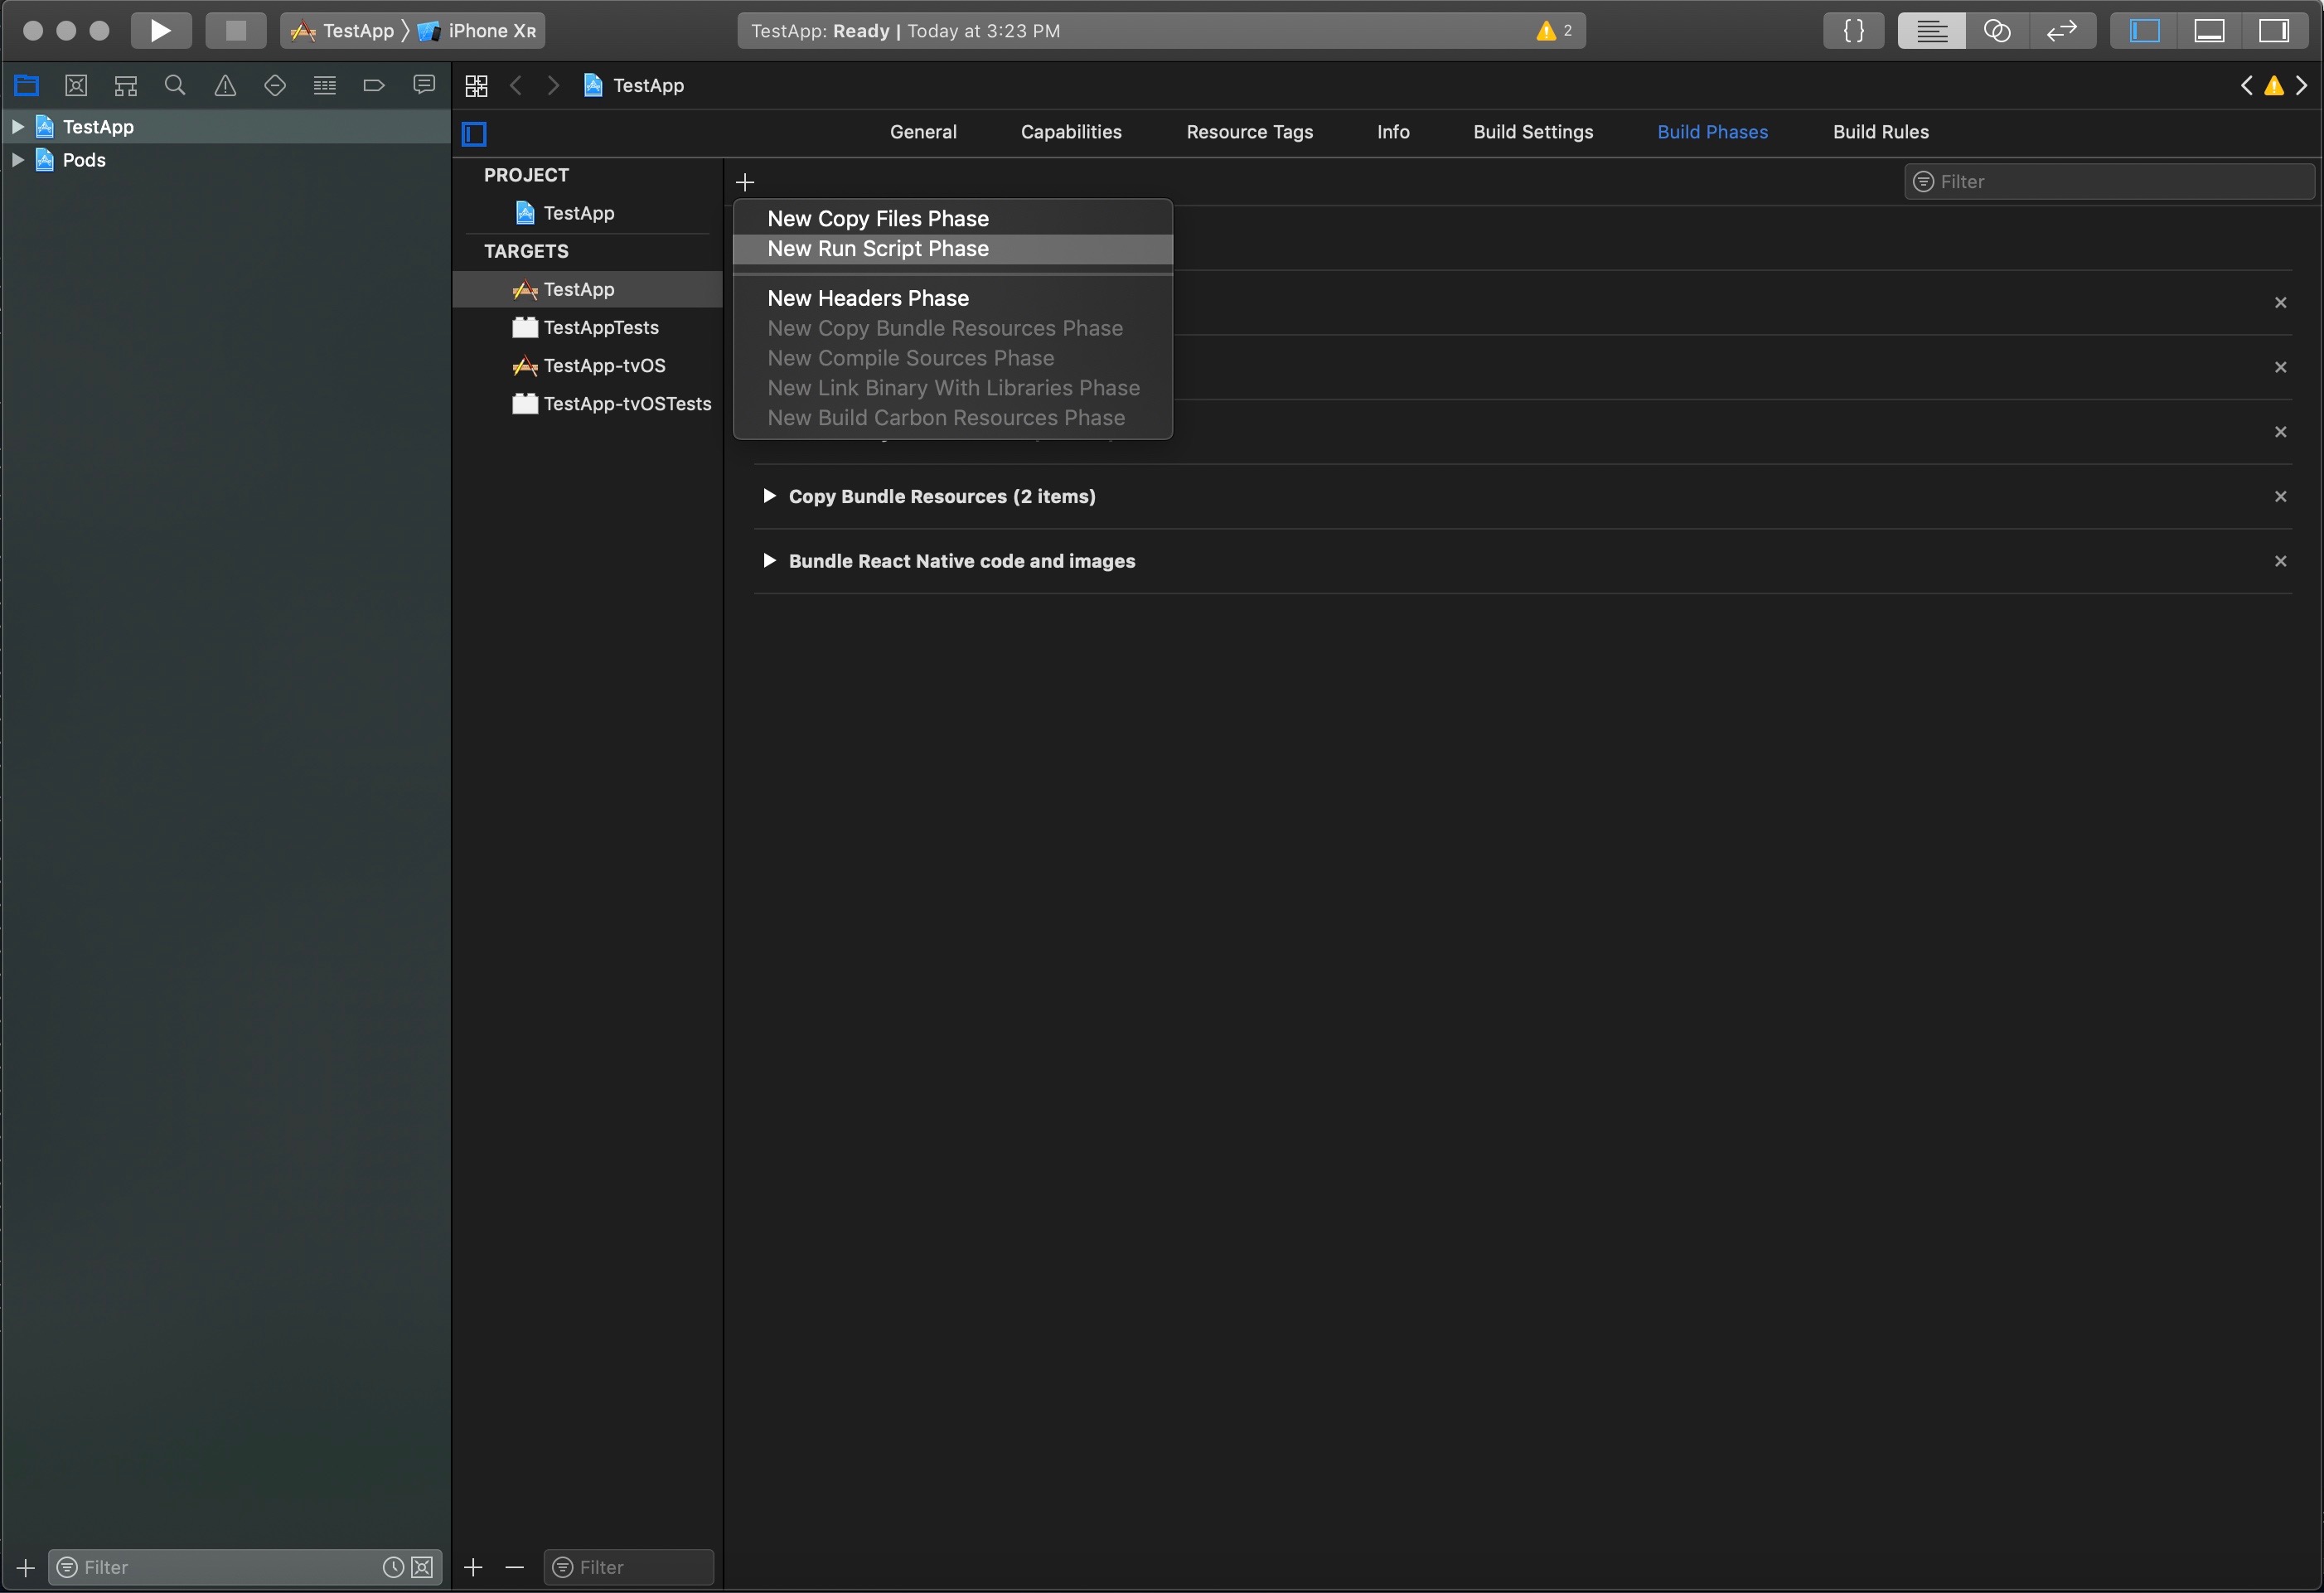 TestApp 〉 iPhone Xʀ
TestApp: Ready | Today at 3:23 PM
2
{ }
TestApp
TestApp
Pods
General
Capabilities
Resource Tags
Info
Build Settings
Build Phases
Build Rules
PROJECT
TestApp
TARGETS
TestApp
TestAppTests
TestApp-tvOS
TestApp-tvOSTests
Filter
New Copy Files Phase
New Run Script Phase
New Headers Phase
New Copy Bundle Resources Phase
New Compile Sources Phase
New Link Binary With Libraries Phase
New Build Carbon Resources Phase
Copy Bundle Resources (2 items)
Bundle React Native code and images
Filter
Filter